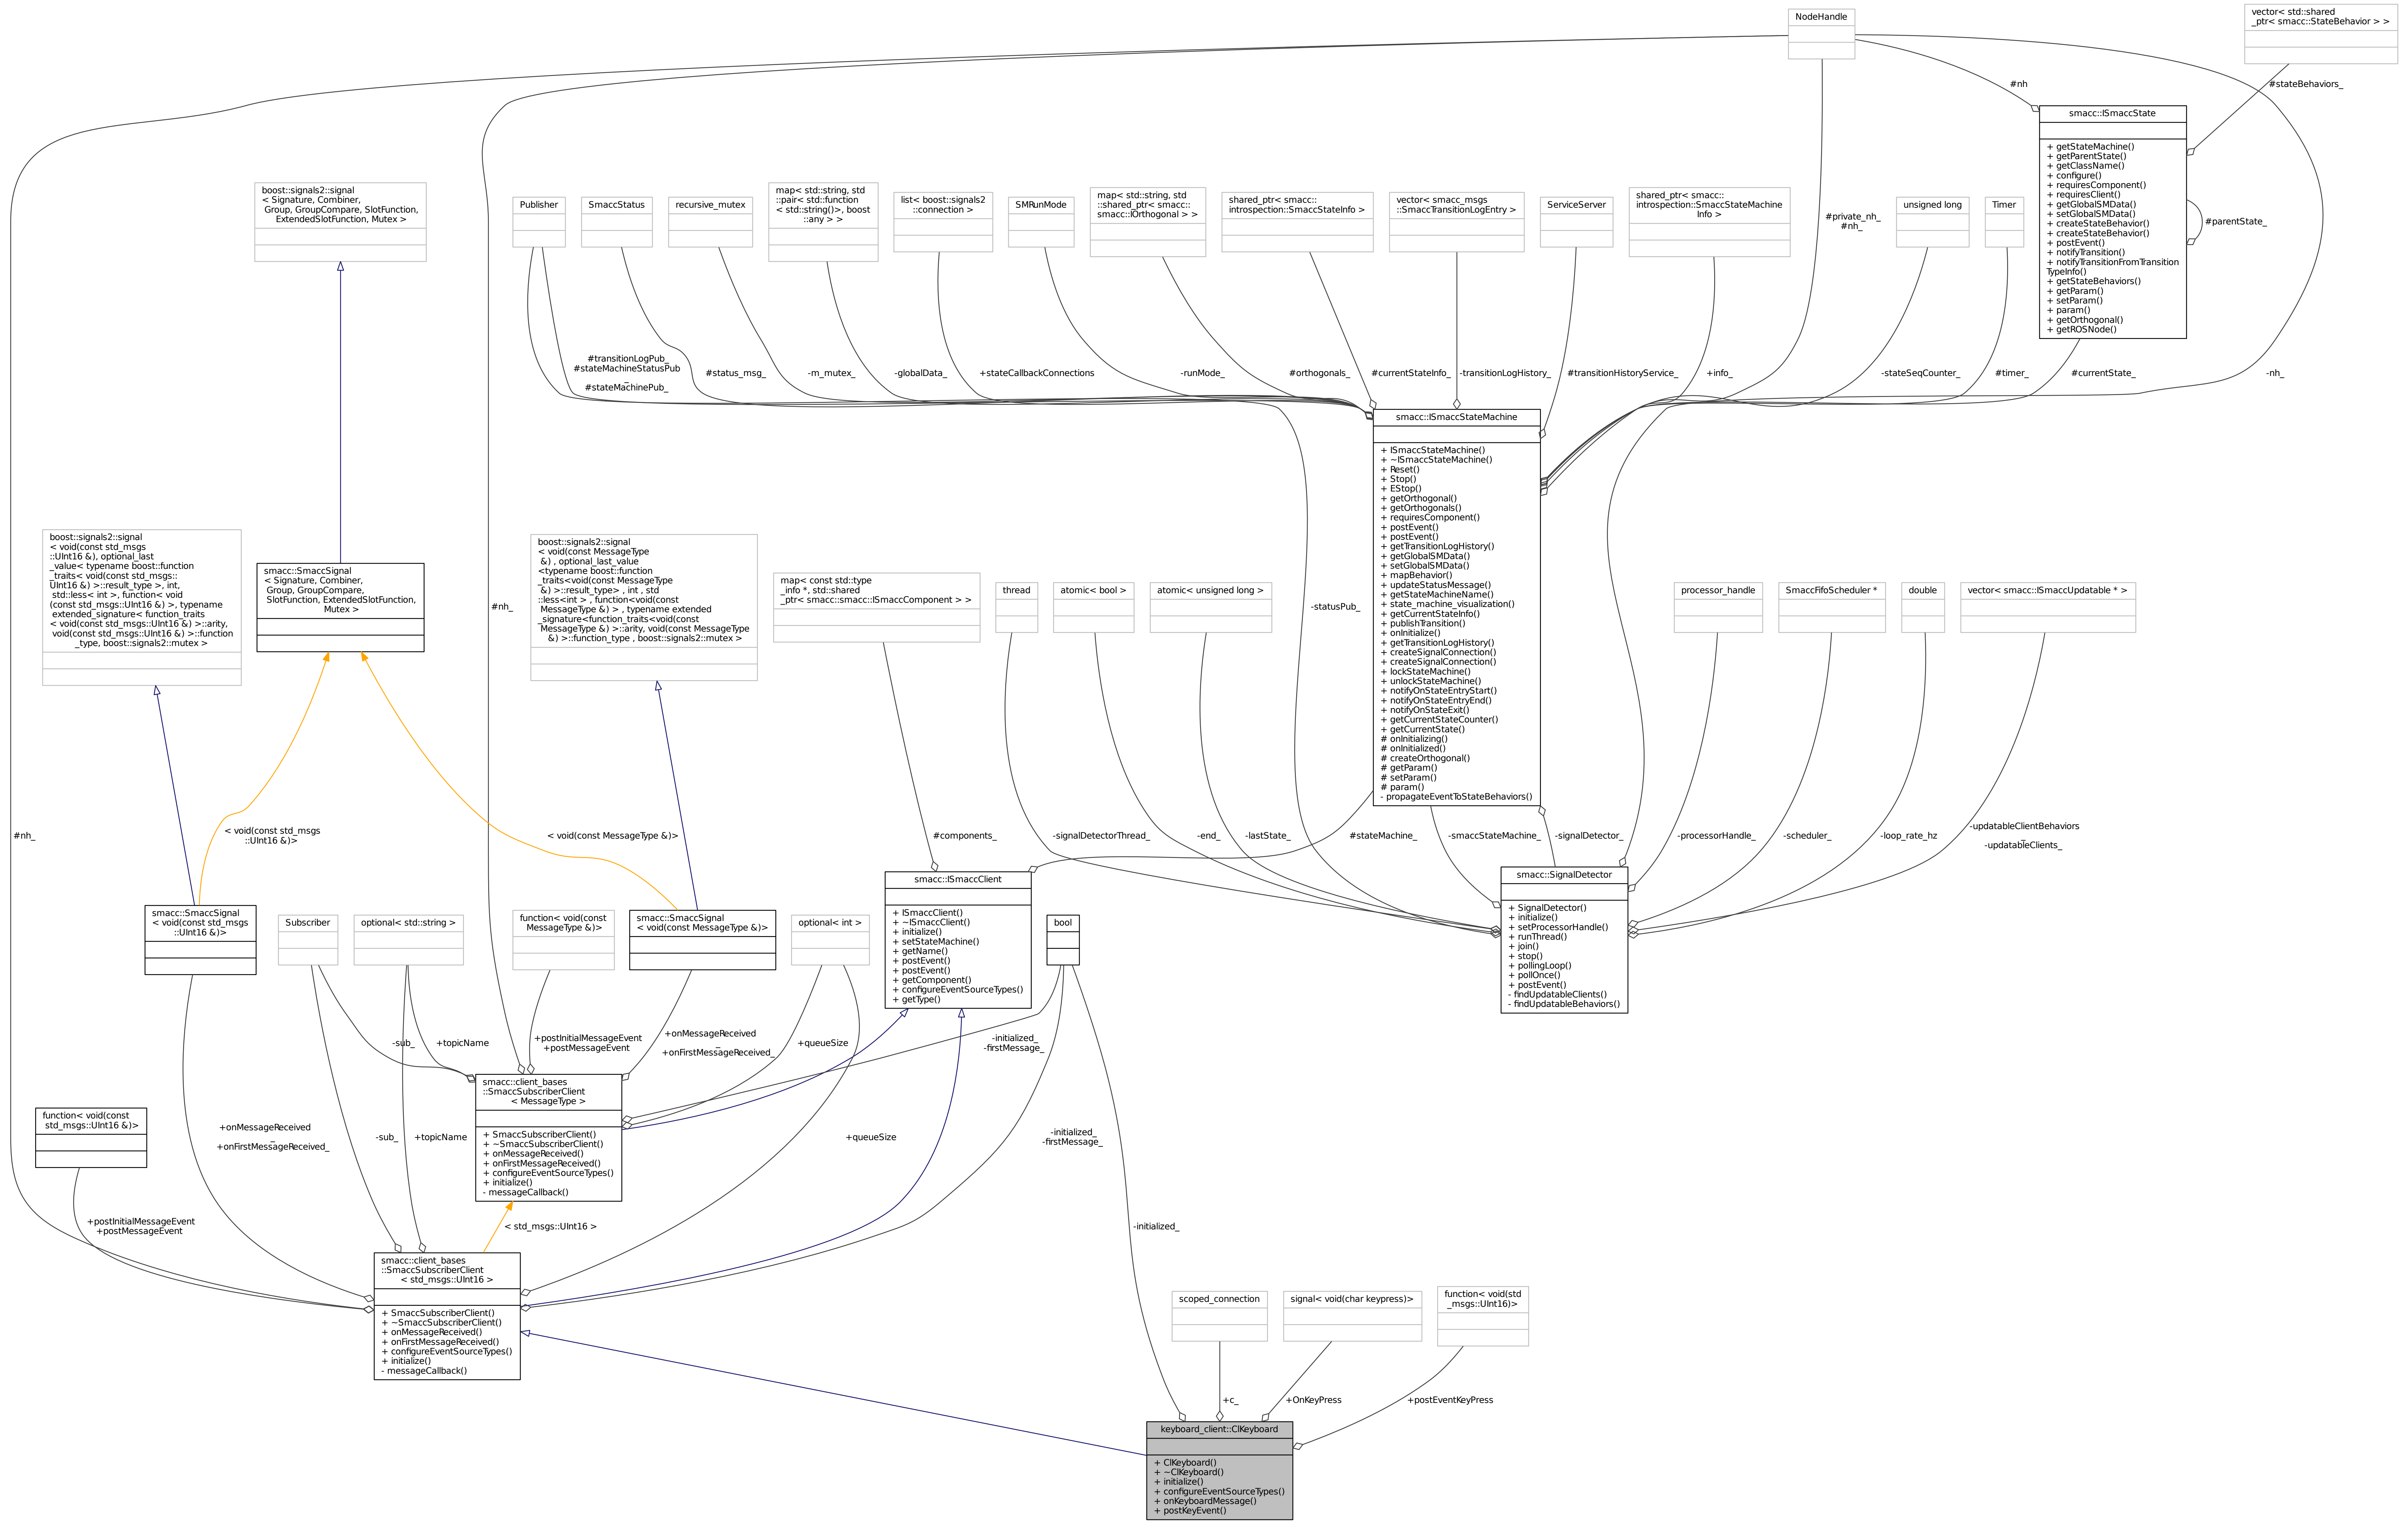 NodeHandle
vector< std::shared
_ptr< smacc::StateBehavior > >
#nh
#stateBehaviors_
smacc::ISmaccState
+ getStateMachine()
+ getParentState()
+ getClassName()
+ configure()
+ requiresComponent()
+ requiresClient()
+ getGlobalSMData()
+ setGlobalSMData()
+ createStateBehavior()
+ createStateBehavior()
+ postEvent()
+ notifyTransition()
+ notifyTransitionFromTransition
TypeInfo()
+ getStateBehaviors()
+ getParam()
+ setParam()
+ param()
+ getOrthogonal()
+ getROSNode()
#parentState_
boost::signals2::signal
< Signature, Combiner,
Group, GroupCompare, SlotFunction,
ExtendedSlotFunction, Mutex >
Publisher
SmaccStatus
recursive_mutex
map< std::string, std
::pair< std::function
< std::string()>, boost
::any > >
list< boost::signals2
::connection >
SMRunMode
map< std::string, std
::shared_ptr< smacc::
smacc::IOrthogonal > >
shared_ptr< smacc::
introspection::SmaccStateInfo >
vector< smacc_msgs
::SmaccTransitionLogEntry >
ServiceServer
shared_ptr< smacc::
introspection::SmaccStateMachine
Info >
#private_nh_
#nh_
unsigned long
Timer
#transitionLogPub_
#stateMachineStatusPub
_
#stateMachinePub_
#status_msg_
-m_mutex_
-globalData_
+stateCallbackConnections
-runMode_
#orthogonals_
#currentStateInfo_
-transitionLogHistory_
#transitionHistoryService_
+info_
-stateSeqCounter_
#timer_
#currentState_
-nh_
smacc::ISmaccStateMachine
+ ISmaccStateMachine()
+ ~ISmaccStateMachine()
+ Reset()
+ Stop()
+ EStop()
+ getOrthogonal()
+ getOrthogonals()
+ requiresComponent()
+ postEvent()
+ postEvent()
+ getTransitionLogHistory()
+ getGlobalSMData()
+ setGlobalSMData()
+ mapBehavior()
+ updateStatusMessage()
+ getStateMachineName()
+ state_machine_visualization()
+ getCurrentStateInfo()
+ publishTransition()
+ onInitialize()
+ getTransitionLogHistory()
+ createSignalConnection()
+ createSignalConnection()
+ lockStateMachine()
+ unlockStateMachine()
+ notifyOnStateEntryStart()
+ notifyOnStateEntryEnd()
+ notifyOnStateExit()
+ getCurrentStateCounter()
+ getCurrentState()
# onInitializing()
# onInitialized()
# createOrthogonal()
# getParam()
# setParam()
# param()
- propagateEventToStateBehaviors()
boost::signals2::signal
< void(const std_msgs
::UInt16 &), optional_last
_value< typename boost::function
_traits< void(const std_msgs::
UInt16 &) >::result_type >, int,
std::less< int >, function< void
(const std_msgs::UInt16 &) >, typename
extended_signature< function_traits
< void(const std_msgs::UInt16 &) >::arity,
void(const std_msgs::UInt16 &) >::function
_type, boost::signals2::mutex >
smacc::SmaccSignal
< Signature, Combiner,
Group, GroupCompare,
SlotFunction, ExtendedSlotFunction,
Mutex >
#nh_
boost::signals2::signal
< void(const MessageType
&) , optional_last_value
<typename boost::function
_traits<void(const MessageType
&) >::result_type> , int , std
::less<int > , function<void(const
MessageType &) > , typename extended
_signature<function_traits<void(const
MessageType &) >::arity, void(const MessageType
&) >::function_type , boost::signals2::mutex >
map< const std::type
_info *, std::shared
_ptr< smacc::smacc::ISmaccComponent > >
thread
atomic< bool >
atomic< unsigned long >
-statusPub_
processor_handle
SmaccFifoScheduler *
double
vector< smacc::ISmaccUpdatable * >
#nh_
< void(const std_msgs
::UInt16 &)>
< void(const MessageType &)>
#components_
-signalDetectorThread_
-end_
-lastState_
#stateMachine_
-smaccStateMachine_
-signalDetector_
-processorHandle_
-scheduler_
-loop_rate_hz
-updatableClientBehaviors
_
-updatableClients_
smacc::SignalDetector
+ SignalDetector()
+ initialize()
+ setProcessorHandle()
+ runThread()
+ join()
+ stop()
+ pollingLoop()
+ pollOnce()
+ postEvent()
- findUpdatableClients()
- findUpdatableBehaviors()
smacc::SmaccSignal
< void(const std_msgs
::UInt16 &)>
Subscriber
optional< std::string >
function< void(const
MessageType &)>
smacc::SmaccSignal
< void(const MessageType &)>
optional< int >
smacc::ISmaccClient
+ ISmaccClient()
+ ~ISmaccClient()
+ initialize()
+ setStateMachine()
+ getName()
+ postEvent()
+ postEvent()
+ getComponent()
+ configureEventSourceTypes()
+ getType()
bool
-sub_
+topicName
+postInitialMessageEvent
+postMessageEvent
+onMessageReceived
_
+onFirstMessageReceived_
+queueSize
-initialized_
-firstMessage_
smacc::client_bases
::SmaccSubscriberClient
< MessageType >
+ SmaccSubscriberClient()
+ ~SmaccSubscriberClient()
+ onMessageReceived()
+ onFirstMessageReceived()
+ configureEventSourceTypes()
+ initialize()
- messageCallback()
function< void(const
std_msgs::UInt16 &)>
+onMessageReceived
_
+onFirstMessageReceived_
-sub_
+topicName
+queueSize
-initialized_
-firstMessage_
+postInitialMessageEvent
+postMessageEvent
< std_msgs::UInt16 >
-initialized_
smacc::client_bases
::SmaccSubscriberClient
< std_msgs::UInt16 >
+ SmaccSubscriberClient()
+ ~SmaccSubscriberClient()
+ onMessageReceived()
+ onFirstMessageReceived()
+ configureEventSourceTypes()
+ initialize()
- messageCallback()
scoped_connection
signal< void(char keypress)>
function< void(std
_msgs::UInt16)>
+c_
+OnKeyPress
+postEventKeyPress
keyboard_client::ClKeyboard
+ ClKeyboard()
+ ~ClKeyboard()
+ initialize()
+ configureEventSourceTypes()
+ onKeyboardMessage()
+ postKeyEvent()